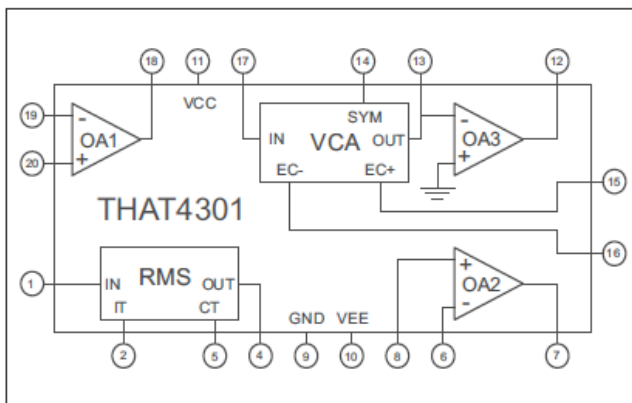 18 11 17 14 13 12
VCC
19 - OA1
20 +
SYM
IN VCA OUT
EC- EC+
- OA3
+
15
THAT4301
16
1 IN RMS OUT
IT CT
GND VEE
+ OA2
-
2 5 4 9 10 8 6 7